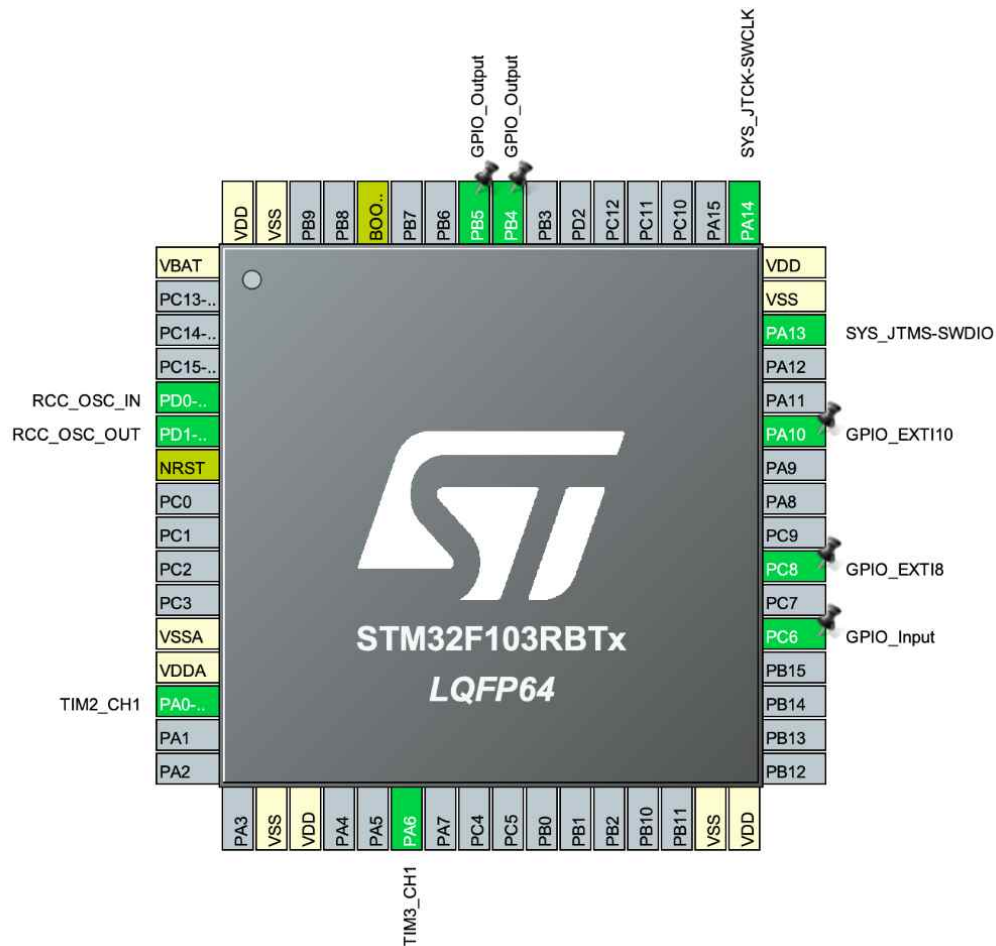 GPIO_Output
GPIO_Output
SYS_JTCK-SWCLK
VDD
VSS
PB9
PB8
BOO..
PB7
PB6
PB5
PB4
PB3
PD2
PC12
PC11
PC10
PA15
PA14
VBAT
PC13-..
PC14-..
PC15-..
RCC_OSC_IN PD0-..
RCC_OSC_OUT PD1-..
NRST
PC0
PC1
PC2
PC3
VSSA
VDDA
TIM2_CH1 PA0-..
PA1
PA2
ST
STM32F103RBTx
LQFP64
VDD
VSS
PA13 SYS_JTMS-SWDIO
PA12
PA11
PA10 GPIO_EXTI10
PA9
PA8
PC9
PC8 GPIO_EXTI8
PC7
PC6 GPIO_Input
PB15
PB14
PB13
PB12
PA3
VSS
VDD
PA4
PA5
PA6
PA7
PC4
PC5
PB0
PB1
PB2
PB10
PB11
VSS
VDD
TIM3_CH1